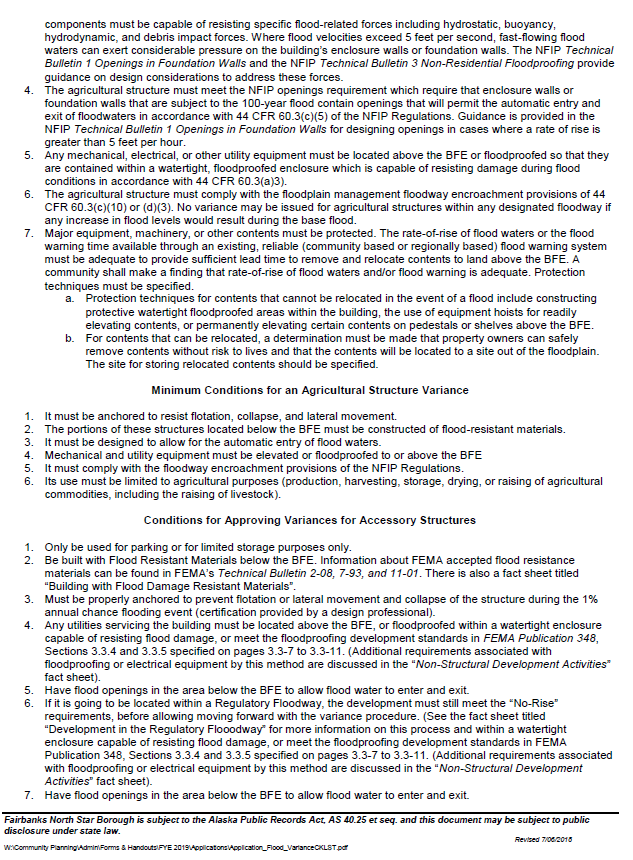 components must be capable of resisting specific flood-related forces including hydrostatic, buoyancy,
hydrodynamic, and debris impact forces. Where flood velocities exceed 5 feet per second, fast-flowing flood
waters can exert considerable pressure on the building's enclosure walls or foundation walls. The NFIP Technical
Bulletin 1 Openings in Foundation Walls and the NFIP Technical Bulletin 3 Non-Residential Floodproofing provide
guidance on design considerations to address these forces.
4. The agricultural structure must meet the NFIP openings requirement which require that enclosure walls or
foundation walls that are subject to the 100-year flood contain openings that will permit the automatic entry and
exit of floodwaters in accordance with 44 CFR 60.3(c)(5) of the NFIP Regulations. Guidance is provided in the
NFIP Technical Bulletin 1 Openings in Foundation Walls for designing openings in cases where a rate of rise is
greater than 5 feet per hour.
5. Any mechanical, electrical, or other utility equipment must be located above the BFE or floodproofed so that they
are contained within a watertight, floodproofed enclosure which is capable of resisting damage during flood
conditions in accordance with 44 CFR 60.3(a)3).
6. The agricultural structure must comply with the floodplain management floodway encroachment provisions of 44
CFR 60.3(c)(10) or (d)(3). No variance may be issued for agricultural structures within any designated floodway if
any increase in flood levels would result during the base flood.
7. Major equipment, machinery, or other contents must be protected. The rate-of-rise of flood waters or the flood
warning time available through an existing, reliable (community based or regionally based) flood warning system
must be adequate to provide sufficient lead time to remove and relocate contents to land above the BFE. A
community shall make a finding that rate-of-rise of flood waters and/or flood warning is adequate. Protection
techniques must be specified.
a. Protection techniques for contents that cannot be relocated in the event of a flood include constructing
protective watertight floodproofed areas within the building, the use of equipment hoists for readily
elevating contents, or permanently elevating certain contents on pedestals or shelves above the BFE.
b. For contents that can be relocated, a determination must be made that property owners can safely
remove contents without risk to lives and that the contents will be located to a site out of the floodplain.
The site for storing relocated contents should be specified.
Minimum Conditions for an Agricultural Structure Variance
1. It must be anchored to resist flotation, collapse, and lateral movement.
2. The portions of these structures located below the BFE must be constructed of flood-resistant materials.
3. It must be designed to allow for the automatic entry of flood waters.
4. Mechanical and utility equipment must be elevated or floodproofed to or above the BFE
5. It must comply with the floodway encroachment provisions of the NFIP Regulations.
6. Its use must be limited to agricultural purposes (production, harvesting, storage, drying, or raising of agricultural
commodities, including the raising of livestock).
Conditions for Approving Variances for Accessory Structures
1. Only be used for parking or for limited storage purposes only.
2. Be built with Flood Resistant Materials below the BFE. Information about FEMA accepted flood resistance
materials can be found in FEMA's Technical Bulletin 2-08, 7-93, and 11-01. There is also a fact sheet titled
"Building with Flood Damage Resistant Materials".
3. Must be properly anchored to prevent flotation or lateral movement and collapse of the structure during the 1%
annual chance flooding event (certification provided by a design professional).
4. Any utilities servicing the building must be located above the BFE, or floodproofed within a watertight enclosure
capable of resisting flood damage, or meet the floodproofing development standards in FEMA Publication 348,
Sections 3.3.4 and 3.3.5 specified on pages 3.3-7 to 3.3-11. (Additional requirements associated with
floodproofing or electrical equipment by this method are discussed in the "Non-Structural Development Activities"
fact sheet).
5. Have flood openings in the area below the BFE to allow flood water to enter and exit.
6. If it is going to be located within a Regulatory Floodway, the development must still meet the "No-Rise"
requirements, before allowing moving forward with the variance procedure. (See the fact sheet titled
"Development in the Regulatory Flooodway" for more information on this process and within a watertight
enclosure capable of resisting flood damage, or meet the floodproofing development standards in FEMA
Publication 348, Sections 3.3.4 and 3.3.5 specified on pages 3.3-7 to 3.3-11. (Additional requirements associated
with floodproofing or electrical equipment by this method are discussed in the "Non-Structural Development
Activities" fact sheet).
7. Have flood openings in the area below the BFE to allow flood water to enter and exit.
Fairbanks North Star Borough is subject to the Alaska Public Records Act, AS 40.25 et seq. and this document may be subject to public
disclosure under state law.
Revised 7/06/2018
W:\Community Planning\Admin\Forms & Handouts\FYE 2019\Applications\Application_Flood_VarianceCKLST.pdf